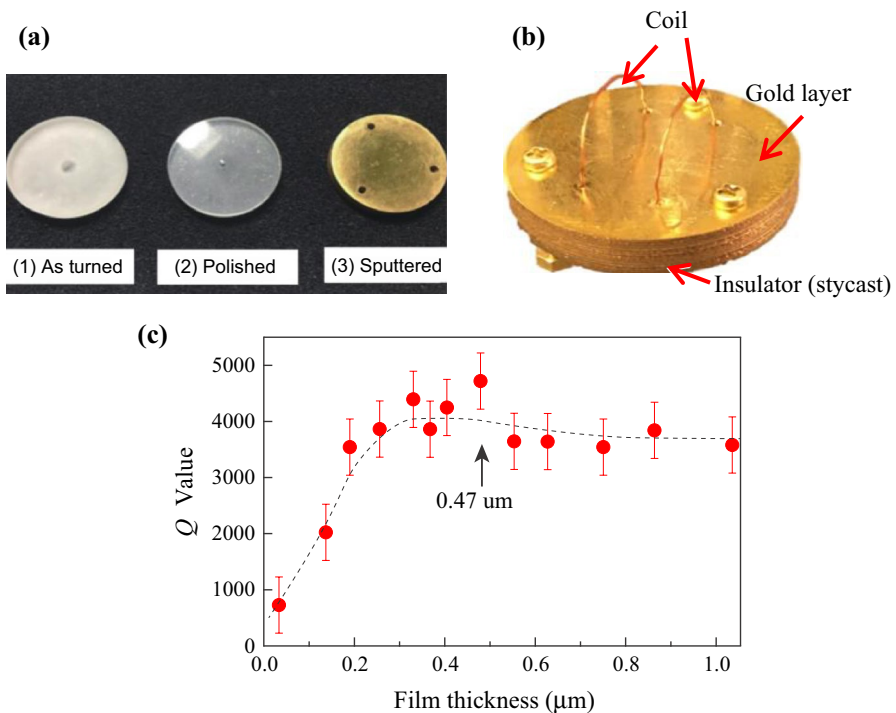 (a)
(1) As turned
(2) Polished
(3) Sputtered
(b)
Coil
Gold layer
Insulator (stycast)
(c)
Q Value
5000
4000
3000
2000
1000
0
0.47 um
0.0
0.2
0.4
0.6
0.8
1.0
Film thickness (μm)